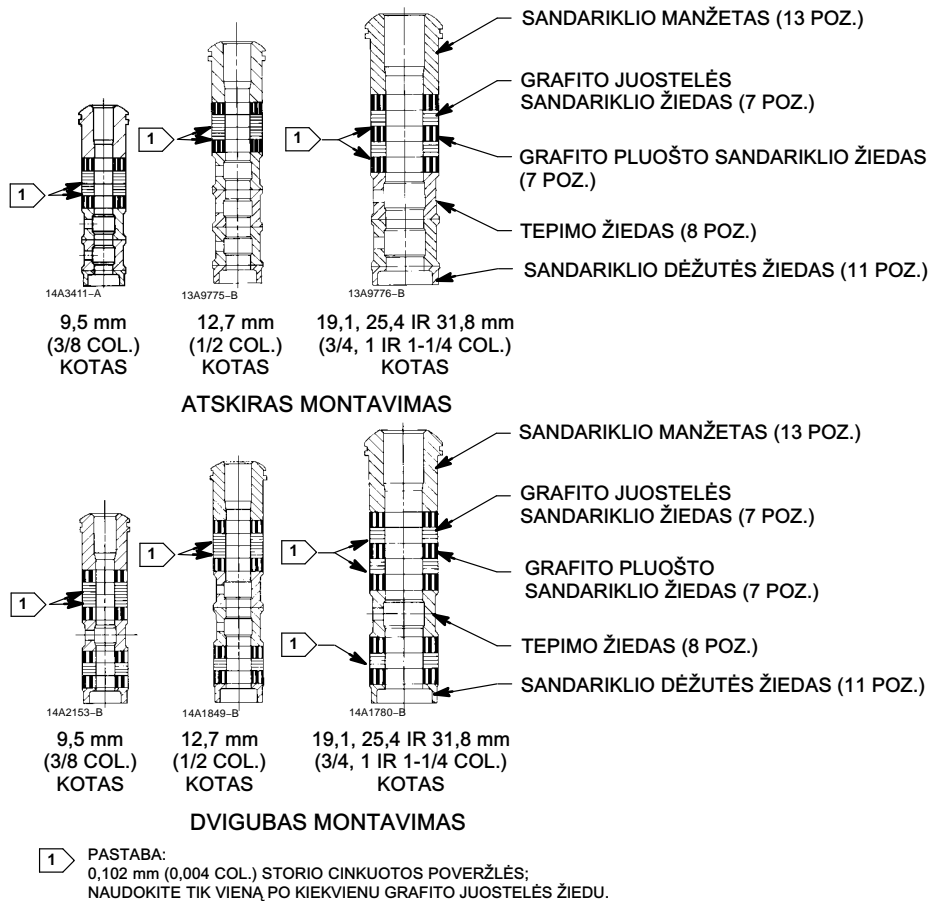 SANDARIKLIO MANŽETAS (13 POZ.)
GRAFITO JUOSTELĖS
SANDARIKLIO ŽIEDAS (7 POZ.)
1
GRAFITO PLUOŠTO SANDARIKLIO ŽIEDAS
(7 POZ.)
1
1
TEPIMO ŽIEDAS (8 POZ.)
SANDARIKLIO DĖŽUTĖS ŽIEDAS (11 POZ.)
14A3411–A
13A9775–B
13A9776–B
9,5 mm
(3/8 COL.)
KOTAS
12,7 mm
(1/2 COL.)
KOTAS
19,1, 25,4 IR 31,8 mm
(3/4, 1 IR 1-1/4 COL.)
KOTAS
ATSKIRAS MONTAVIMAS
SANDARIKLIO MANŽETAS (13 POZ.)
GRAFITO JUOSTELĖS
SANDARIKLIO ŽIEDAS (7 POZ.)
1
1
GRAFITO PLUOŠTO
SANDARIKLIO ŽIEDAS (7 POZ.)
1
1
TEPIMO ŽIEDAS (8 POZ.)
SANDARIKLIO DĖŽUTĖS ŽIEDAS (11 POZ.)
14A2153–B
14A1849–B
14A1780–B
9,5 mm
(3/8 COL.)
KOTAS
12,7 mm
(1/2 COL.)
KOTAS
19,1, 25,4 IR 31,8 mm
(3/4, 1 IR 1-1/4 COL.)
KOTAS
DVIGUBAS MONTAVIMAS
1
PASTABA:
0,102 mm (0,004 COL.) STORIO CINKUOTOS POVERŽLĖS;
NAUDOKITE TIK VIENĄ PO KIEKVIENU GRAFITO JUOSTELĖS ŽIEDU.